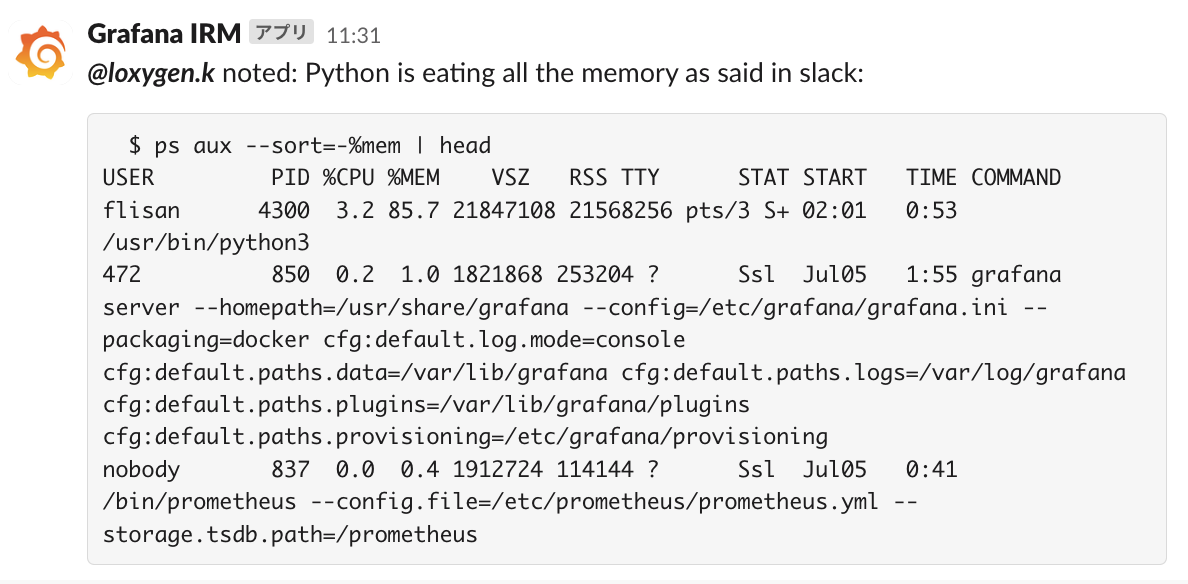 Grafana IRM アプリ 11:31
@loxygen.k noted: Python is eating all the memory as said in slack:
$ ps aux --sort=-%mem | head
USER PID %CPU %MEM VSZ RSS TTY STAT START TIME COMMAND
flisan 4300 3.2 85.7 21847108 21568256 pts/3 S+ 02:01 0:53
/usr/bin/python3
472 850 0.2 1.0 1821868 253204 ? Ssl Jul05 1:55 grafana
server --homepath=/usr/share/grafana --config=/etc/grafana/grafana.ini --
packaging=docker cfg:default.log.mode=console
cfg:default.paths.data=/var/lib/grafana cfg:default.paths.logs=/var/log/grafana
cfg:default.paths.plugins=/var/lib/grafana/plugins
cfg:default.paths.provisioning=/etc/grafana/provisioning
nobody 837 0.0 0.4 1912724 114144 ? Ssl Jul05 0:41
/bin/prometheus --config.file=/etc/prometheus/prometheus.yml --
storage.tsdb.path=/prometheus